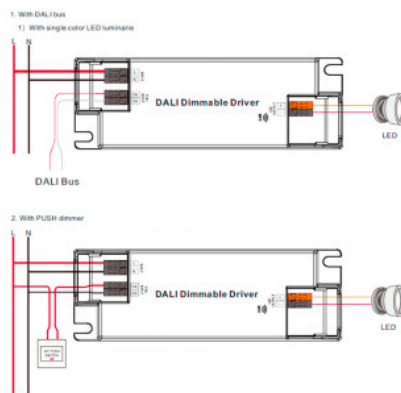 1. With DALI bus
1) With single color LED luminaire
L N
DALI Dimmable Driver
LED
DALI Bus
2. With PUSH dimmer
L N
DALI Dimmable Driver
LED